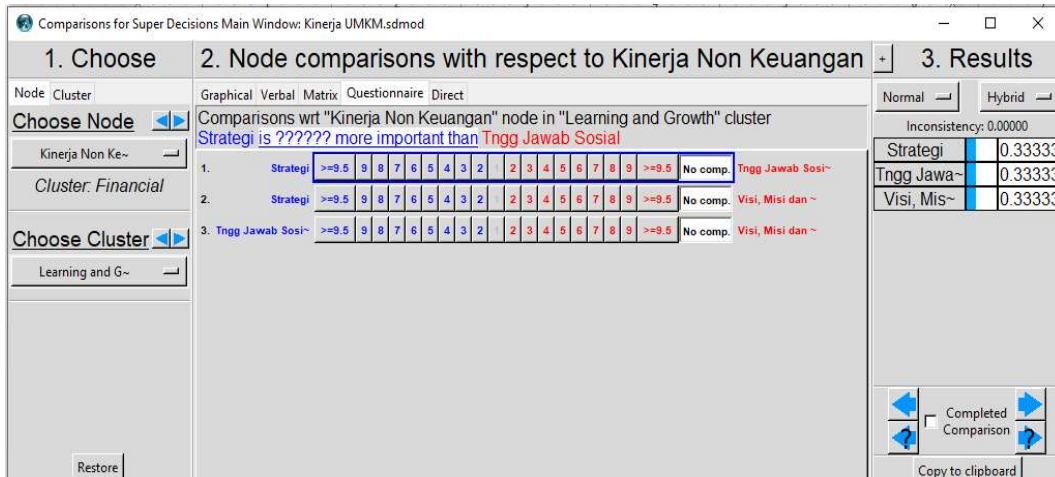 Comparisons for Super Decisions Main Window: Kinerja UMKM.sdmod
1. Choose
Node Cluster
Choose Node
Kinerja Non Ke~
Cluster: Financial
Choose Cluster
Learning and G~
Restore
2. Node comparisons with respect to Kinerja Non Keuangan
Graphical Verbal Matrix Questionnaire Direct
Comparisons wrt "Kinerja Non Keuangan" node in "Learning and Growth" cluster
Strategi is ?????? more important than Tngg Jawab Sosial
1. Strategi >=9.5 9 8 7 6 5 4 3 2 1 2 3 4 5 6 7 8 9 >=9.5 No comp. Tngg Jawab Sosi~
2. Strategi >=9.5 9 8 7 6 5 4 3 2 1 2 3 4 5 6 7 8 9 >=9.5 No comp. Visi, Misi dan ~
3. Tngg Jawab Sosi~ >=9.5 9 8 7 6 5 4 3 2 1 2 3 4 5 6 7 8 9 >=9.5 No comp. Visi, Misi dan ~
+ 3. Results
Normal Hybrid
Inconsistency: 0.00000
Strategi 0.33333
Tngg Jawa~ 0.33333
Visi, Mis~ 0.33333
Completed
Comparison
? ?
Copy to clipboard